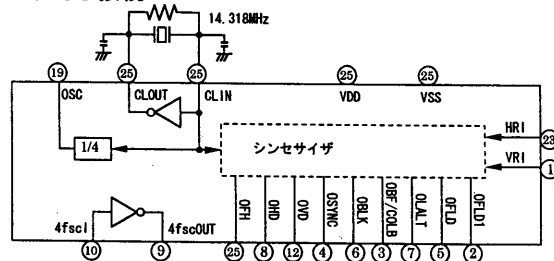 14.318MHz
19
25
25
25
25
OSC
CLOUT
CLIN
VDD
VSS
HRI
23
VRI
1
1/4
シンセサイザ
4fscI
4fscOUT
OFH
OHD
OVD
OSYNC
OBLK
OBF/COLB
OLALT
OFLD
OFLD1
10
9
25
8
12
4
6
3
7
5
2